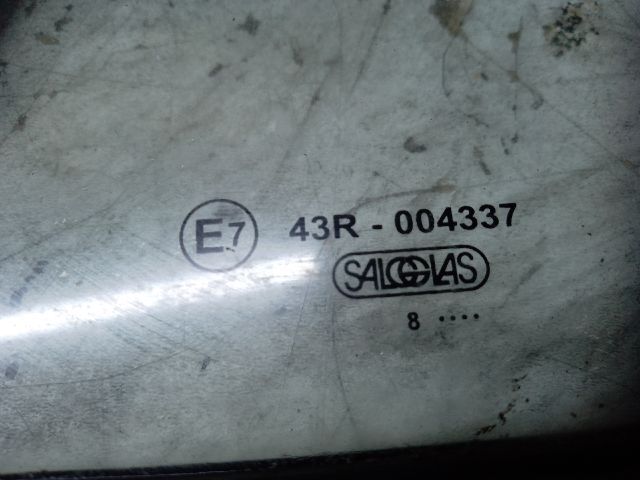 E7 43R - 004337
SALGGLAS
8 ....